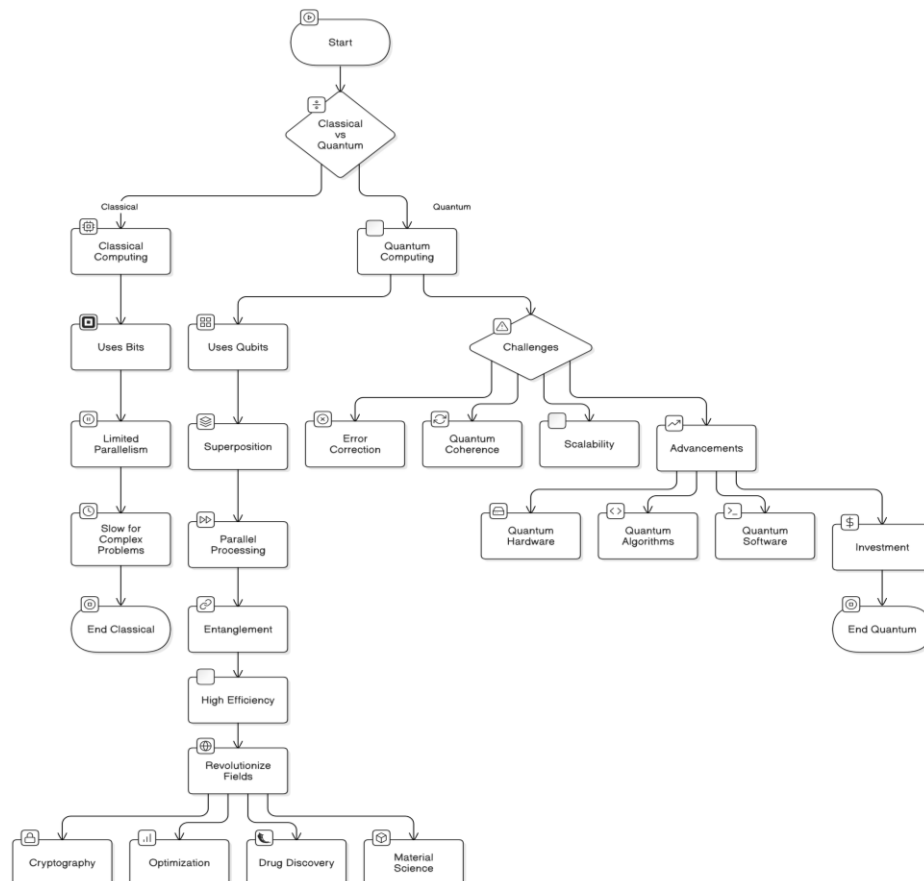 Start
Classical
vs
Quantum
Classical
Quantum
Classical
Computing
Quantum
Computing
Uses Bits
Uses Qubits
Challenges
Limited
Parallelism
Superposition
Error
Correction
Quantum
Coherence
Scalability
Advancements
Slow for
Complex
Problems
Parallel
Processing
Quantum
Hardware
Quantum
Algorithms
Quantum
Software
Investment
End Classical
Entanglement
End Quantum
High Efficiency
Revolutionize
Fields
Cryptography
Optimization
Drug Discovery
Material
Science